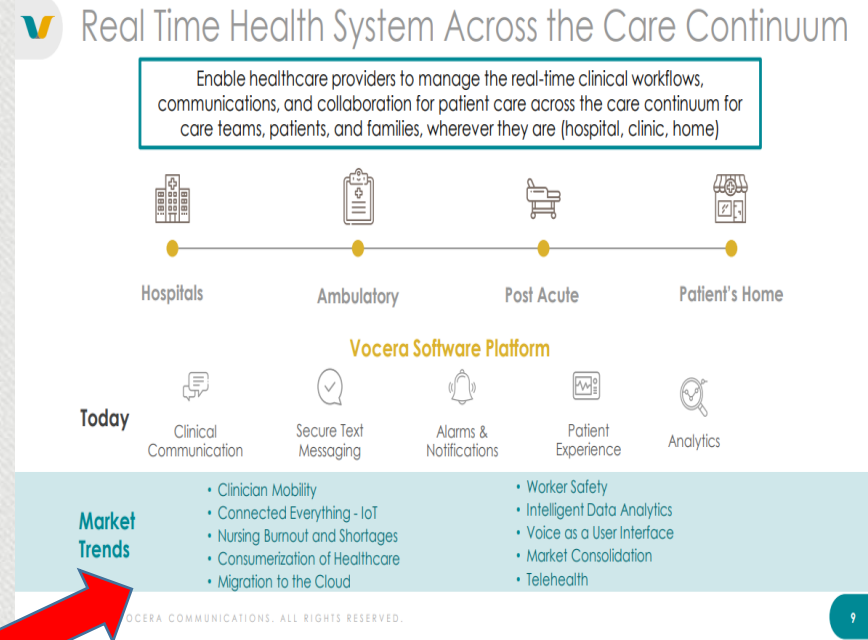 Real Time Health System Across the Care Continuum
Enable healthcare providers to manage the real-time clinical workflows,
communications, and collaboration for patient care across the care continuum for
care teams, patients, and families, wherever they are (hospital, clinic, home)
Hospitals
Ambulatory
Post Acute
Patient's Home
Vocera Software Platform
Today
Clinical
Communication
Secure Text
Messaging
Alarms &
Notifications
Patient
Experience
Analytics
Market
Trends
• Clinician Mobility
• Connected Everything - IoT
• Nursing Burnout and Shortages
• Consumerization of Healthcare
• Migration to the Cloud
• Worker Safety
• Intelligent Data Analytics
• Voice as a User Interface
• Market Consolidation
• Telehealth
OCERA COMMUNICATIONS. ALL RIGHTS RESERVED.
9